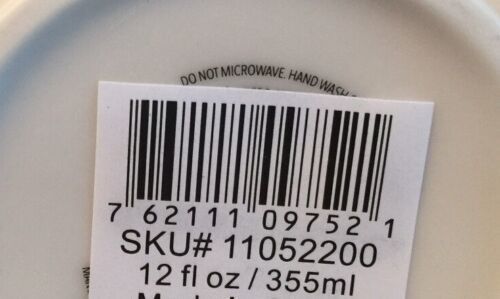 DO NOT MICROWAVE. HAND WASH
7 62111 09752 1
SKU# 11052200
12 fl oz / 355ml